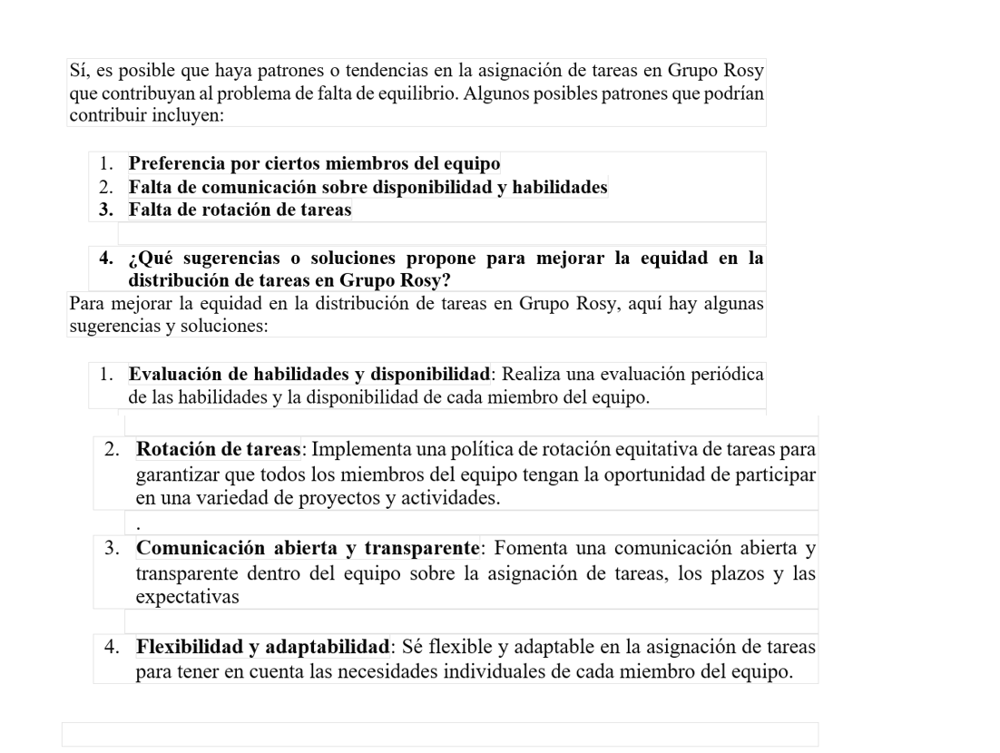 Sí, es posible que haya patrones o tendencias en la asignación de tareas en Grupo Rosy
que contribuyan al problema de falta de equilibrio. Algunos posibles patrones que podrían
contribuir incluyen:
1. Preferencia por ciertos miembros del equipo
2. Falta de comunicación sobre disponibilidad y habilidades
3. Falta de rotación de tareas
4. ¿Qué sugerencias o soluciones propone para mejorar la equidad en la
distribución de tareas en Grupo Rosy?
Para mejorar la equidad en la distribución de tareas en Grupo Rosy, aquí hay algunas
sugerencias y soluciones:
1. Evaluación de habilidades y disponibilidad: Realiza una evaluación periódica
de las habilidades y la disponibilidad de cada miembro del equipo.
2. Rotación de tareas: Implementa una política de rotación equitativa de tareas para
garantizar que todos los miembros del equipo tengan la oportunidad de participar
en una variedad de proyectos y actividades.
.
3. Comunicación abierta y transparente: Fomenta una comunicación abierta y
transparente dentro del equipo sobre la asignación de tareas, los plazos y las
expectativas
4. Flexibilidad y adaptabilidad: Sé flexible y adaptable en la asignación de tareas
para tener en cuenta las necesidades individuales de cada miembro del equipo.